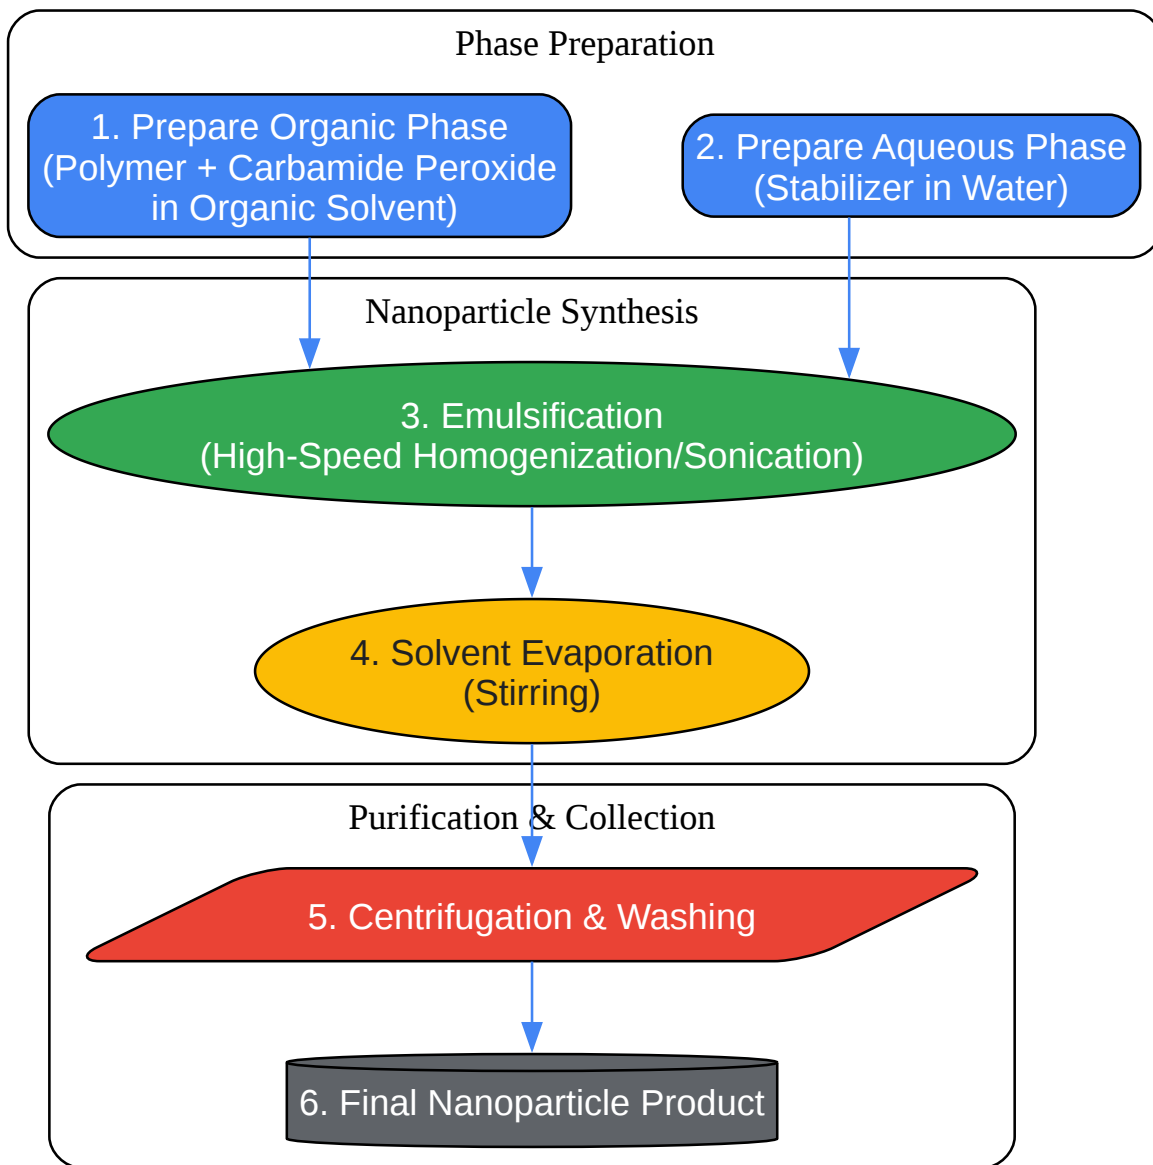 Phase Preparation
1. Prepare Organic Phase
(Polymer + Carbamide Peroxide
in Organic Solvent)
2. Prepare Aqueous Phase
(Stabilizer in Water)
Nanoparticle Synthesis
3. Emulsification
(High-Speed Homogenization/Sonication)
4. Solvent Evaporation
(Stirring)
Purification & Collection
5. Centrifugation & Washing
6. Final Nanoparticle Product